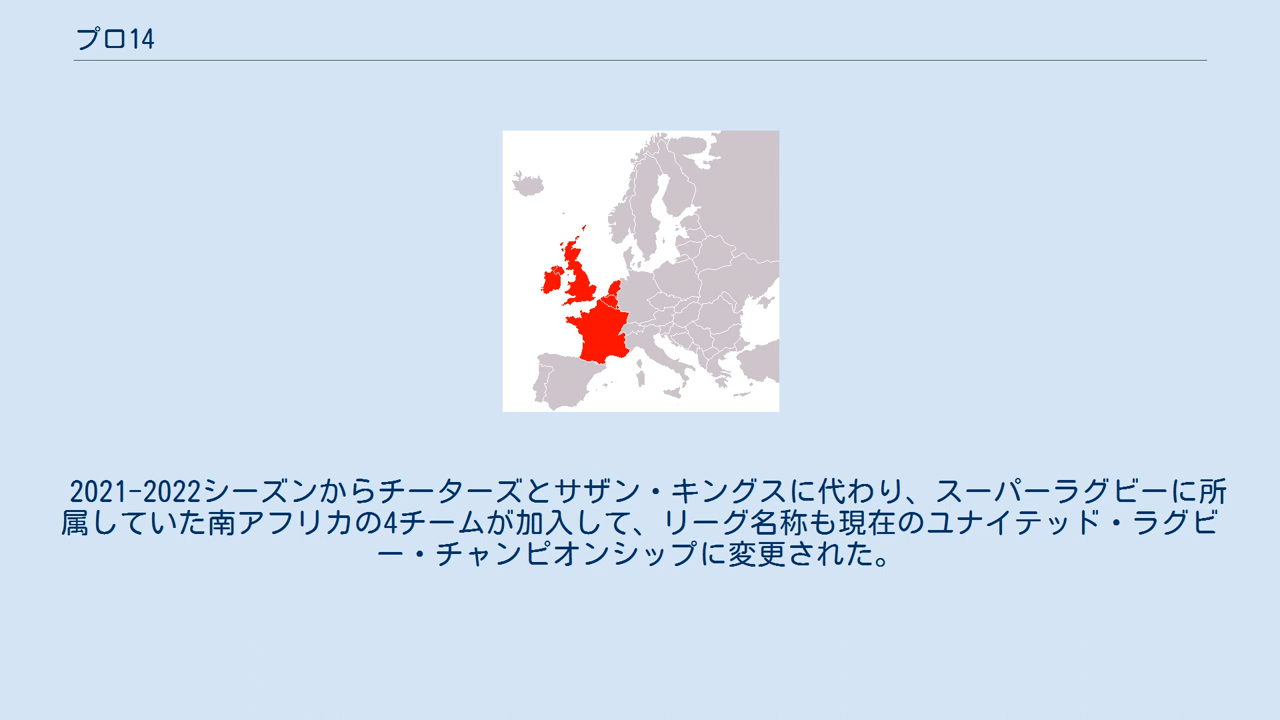 プロ14
2021-2022シーズンからチーターズとサザン・キングスに代わり、スーパーラグビーに所
属していた南アフリカの4チームが加入して、リーグ名称も現在のユナイテッド・ラグビ
ー・チャンピオンシップに変更された。